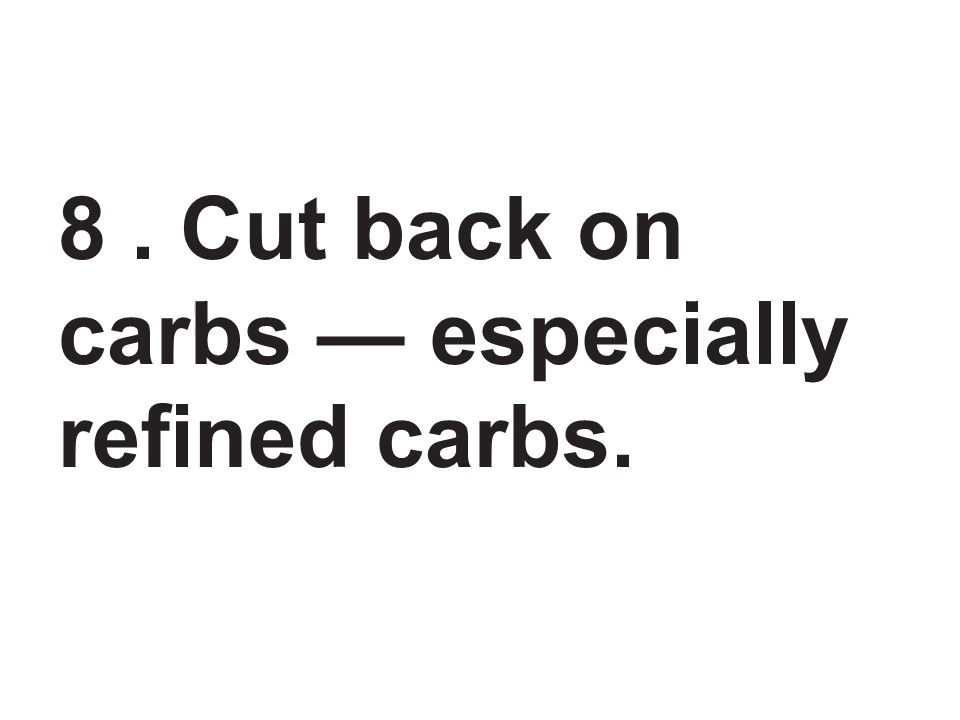 8 . Cut back on
carbs — especially
refined carbs.